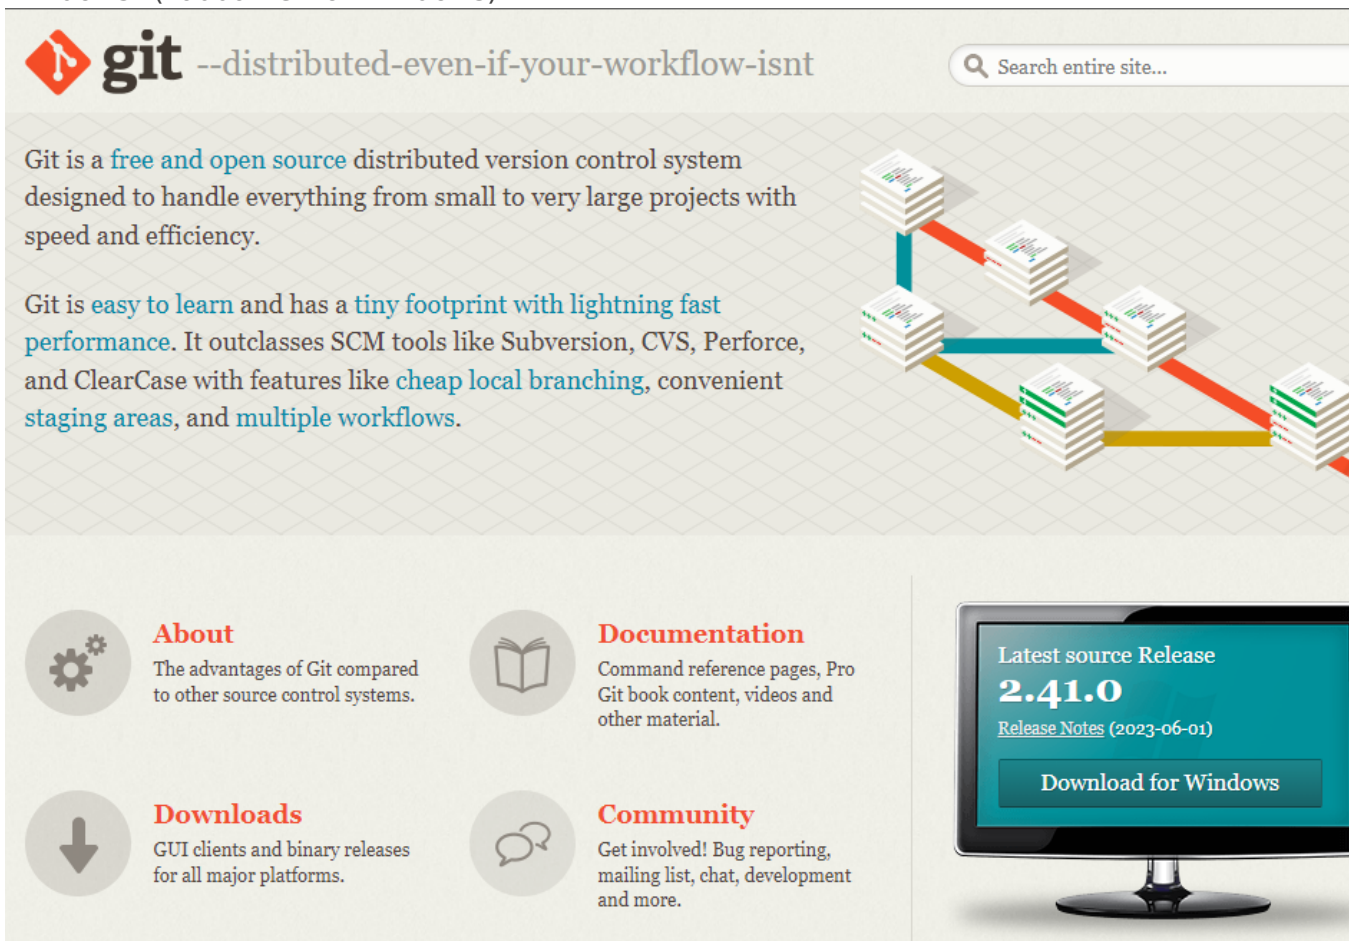 git --distributed-even-if-your-workflow-isnt
Search entire site...
Git is a free and open source distributed version control system
designed to handle everything from small to very large projects with
speed and efficiency.
Git is easy to learn and has a tiny footprint with lightning fast
performance. It outclasses SCM tools like Subversion, CVS, Perforce,
and ClearCase with features like cheap local branching, convenient
staging areas, and multiple workflows.
About
The advantages of Git compared
to other source control systems.
Documentation
Command reference pages, Pro
Git book content, videos and
other material.
Downloads
GUI clients and binary releases
for all major platforms.
Community
Get involved! Bug reporting,
mailing list, chat, development
and more.
Latest source Release
2.41.0
Release Notes (2023-06-01)
Download for Windows